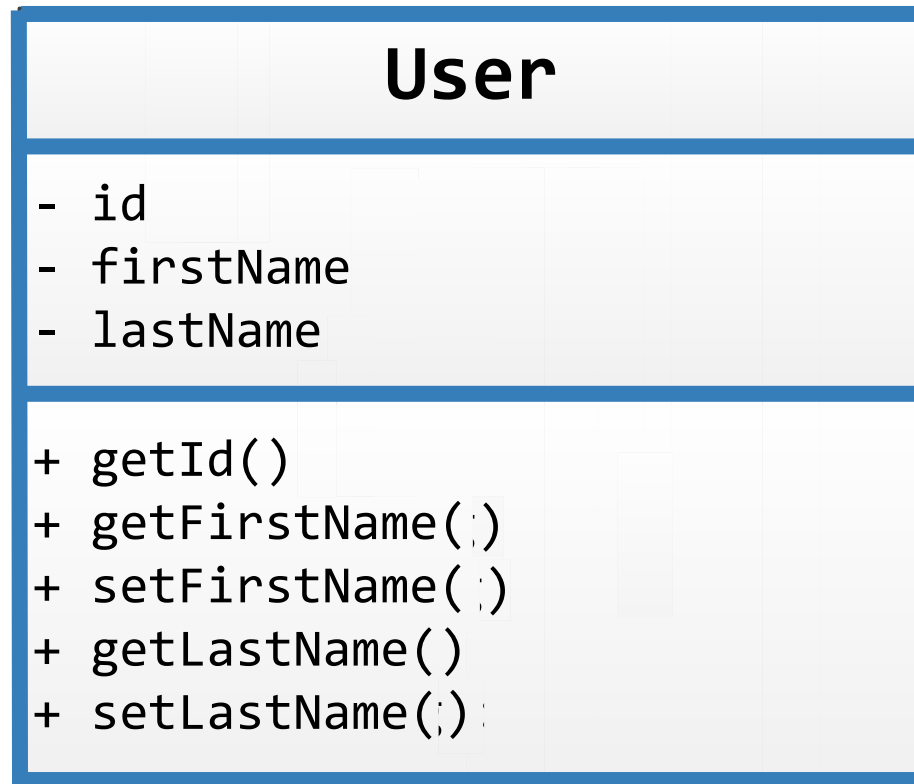 User
- id
- firstName
- lastName
+ getId()
+ getFirstName()
+ setFirstName()
+ getLastName()
+ setLastName()